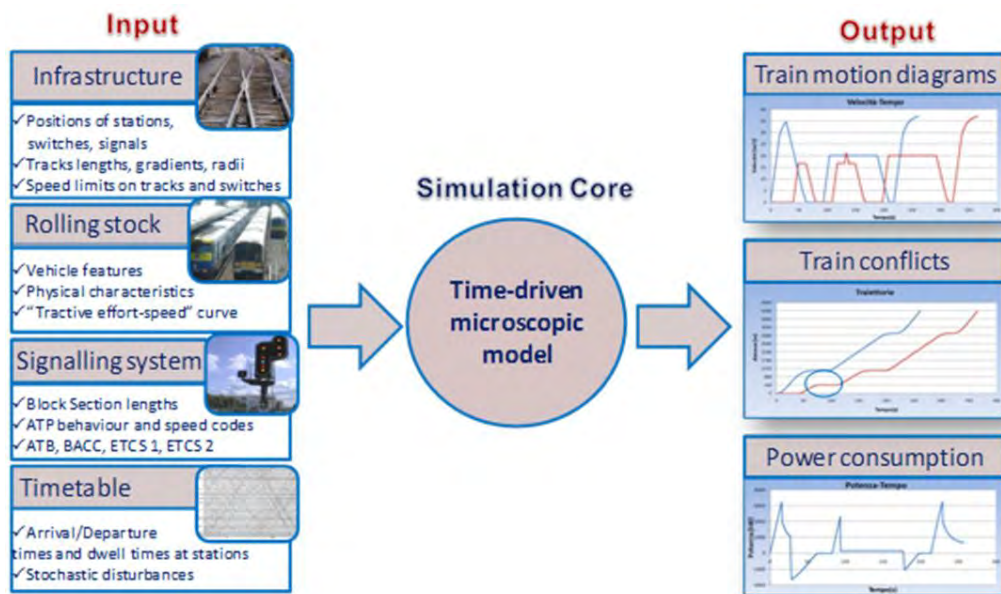 Input
Infrastructure
✓Positions of stations,
switches, signals
✓Tracks lengths, gradients, radii
✓Speed limits on tracks and switches
Rolling stock
✓Vehicle features
✓Physical characteristics
✓"Tractive effort-speed" curve
Signalling system
✓Block Section lengths
✓ATP behaviour and speed codes
✓ATB, BACC, ETCS 1, ETCS 2
Timetable
✓Arrival/Departure
times and dwell times at stations
✓Stochastic disturbances
Simulation Core
Time-driven
microscopic
model
Output
Train motion diagrams
Velocità-Tempo
Tempo(s)
Train conflicts
Traiettorie
Tempo(s)
Power consumption
Potenza-Tempo
Tempo(s)